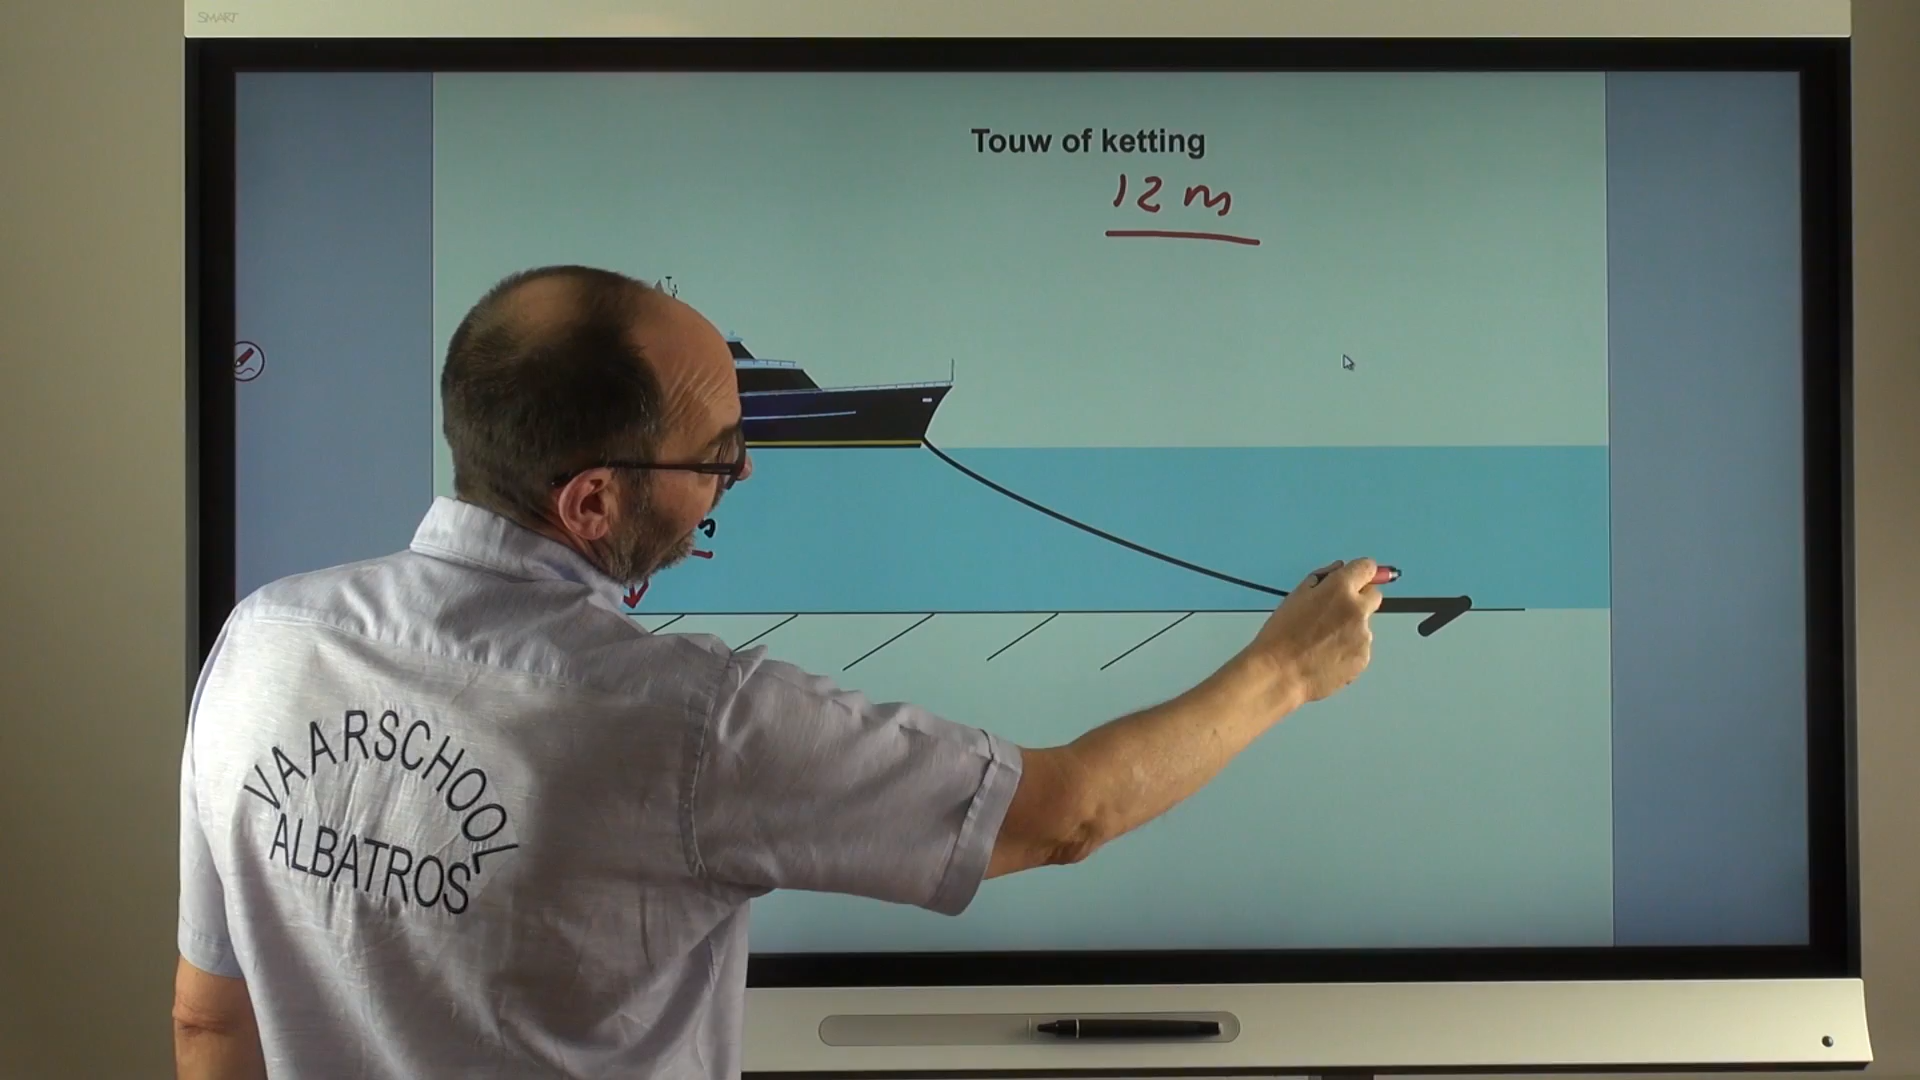 SMART
Touw of ketting
12 m
VAARSCHOOL
ALBATROS